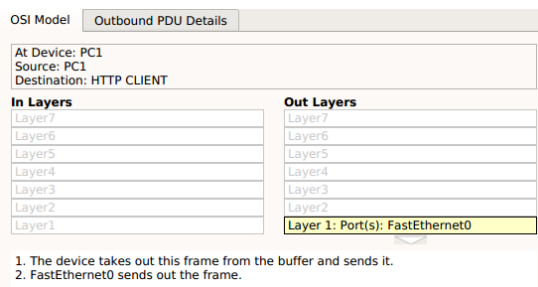 OSI Model Outbound PDU Details
At Device: PC1
Source: PC1
Destination: HTTP CLIENT
In Layers Out Layers
Layer7 Layer7
Layer6 Layer6
Layer5 Layer5
Layer4 Layer4
Layer3 Layer3
Layer2 Layer2
Layer1 Layer 1: Port(s): FastEthernet0
1. The device takes out this frame from the buffer and sends it.
2. FastEthernet0 sends out the frame.